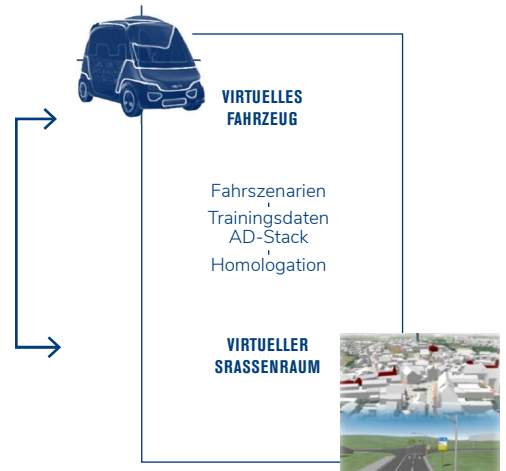 VIRTUELLES
FAHRZEUG
Fahrszenarien
Trainingsdaten
AD-Stack
Homologation
VIRTUELLER
SRASSENRAUM